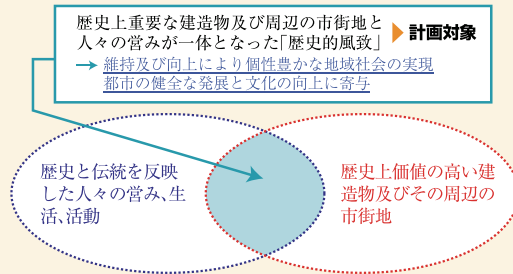 歴史上重要な建造物及び周辺の市街地と
人々の営みが一体となった「歴史的風致」
計画対象
維持及び向上により個性豊かな地域社会の実現
都市の健全な発展と文化の向上に寄与
歴史と伝統を反映
した人々の営み、生
活、活動
歴史上価値の高い建
造物及びその周辺の
市街地